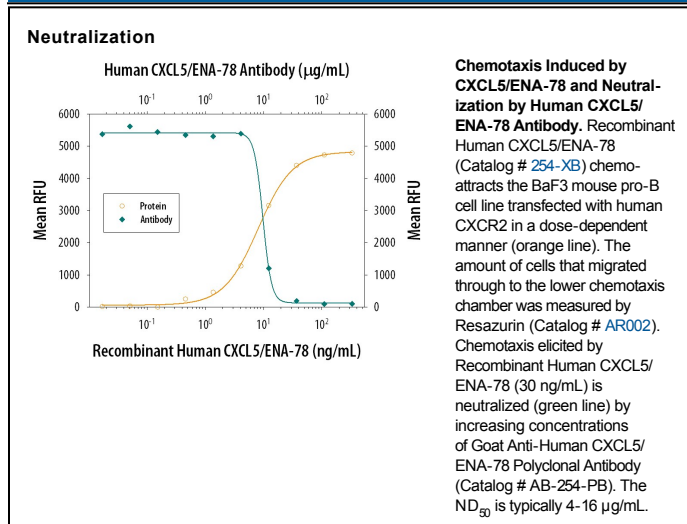 Neutralization
Human CXCL5/ENA-78 Antibody (µg/mL)
10⁻¹ 10⁰ 10¹ 10²
6000 6000
5000 5000
4000 4000
3000 3000
2000 2000
1000 1000
0 0
Mean RFU
Mean RFU
Protein
Antibody
10⁻¹ 10⁰ 10¹ 10²
Recombinant Human CXCL5/ENA-78 (ng/mL)
Chemotaxis Induced by
CXCL5/ENA-78 and Neutral-
ization by Human CXCL5/
ENA-78 Antibody. Recombinant
Human CXCL5/ENA-78
(Catalog # 254-XB) chemo-
attracts the BaF3 mouse pro-B
cell line transfected with human
CXCR2 in a dose-dependent
manner (orange line). The
amount of cells that migrated
through to the lower chemotaxis
chamber was measured by
Resazurin (Catalog # AR002).
Chemotaxis elicited by
Recombinant Human CXCL5/
ENA-78 (30 ng/mL) is
neutralized (green line) by
increasing concentrations
of Goat Anti-Human CXCL5/
ENA-78 Polyclonal Antibody
(Catalog # AB-254-PB). The
ND₅₀ is typically 4-16 µg/mL.